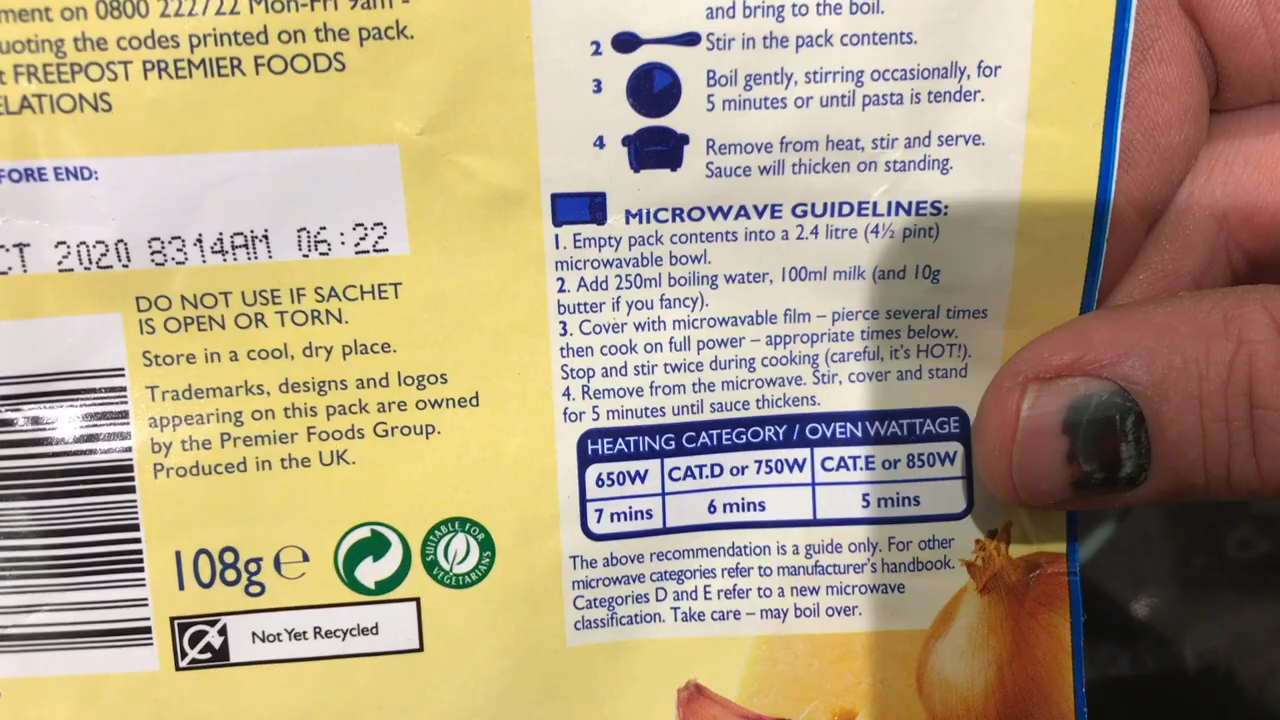 ment on 0800 222722 Mon-Fri 9am -
uoting the codes printed on the pack.
t FREEPOST PREMIER FOODS
ELATIONS
FORE END:
CT 2020 8314AM 06:22
DO NOT USE IF SACHET
IS OPEN OR TORN.
Store in a cool, dry place.
Trademarks, designs and logos
appearing on this pack are owned
by the Premier Foods Group.
Produced in the UK.
108g e
SUITABLE FOR VEGETARIANS
Not Yet Recycled
and bring to the boil.
2 Stir in the pack contents.
3 Boil gently, stirring occasionally, for
5 minutes or until pasta is tender.
4 Remove from heat, stir and serve.
Sauce will thicken on standing.
MICROWAVE GUIDELINES:
1. Empty pack contents into a 2.4 litre (4½ pint)
microwavable bowl.
2. Add 250ml boiling water, 100ml milk (and 10g
butter if you fancy).
3. Cover with microwavable film – pierce several times
then cook on full power – appropriate times below.
Stop and stir twice during cooking (careful, it's HOT!).
4. Remove from the microwave. Stir, cover and stand
for 5 minutes until sauce thickens.
HEATING CATEGORY / OVEN WATTAGE
650W CAT.D or 750W CAT.E or 850W
7 mins 6 mins 5 mins
The above recommendation is a guide only. For other
microwave categories refer to manufacturer's handbook.
Categories D and E refer to a new microwave
classification. Take care – may boil over.